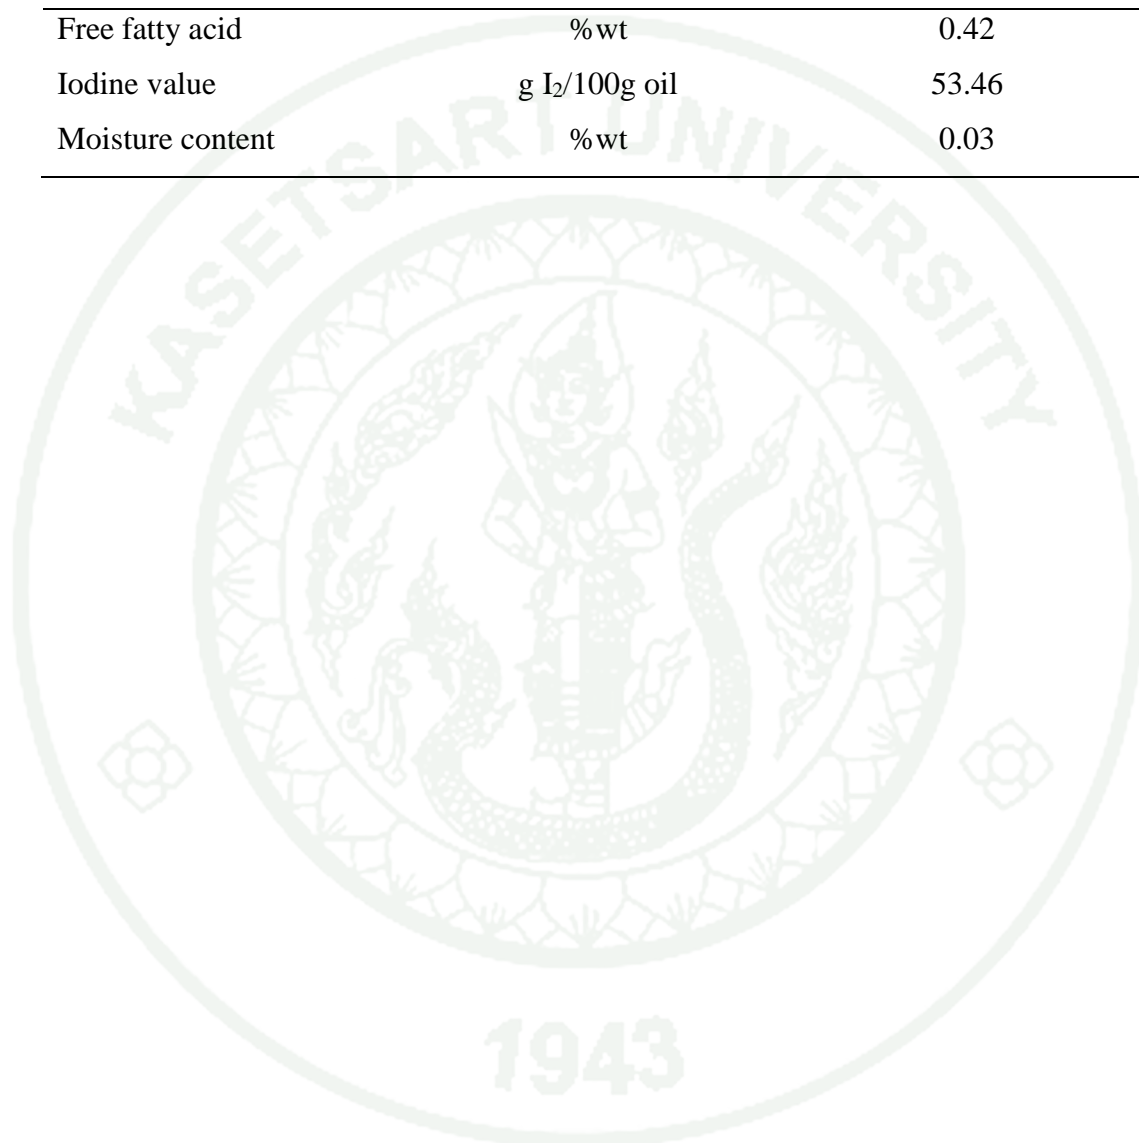 Free fatty acid %wt 0.42
Iodine value g I₂/100g oil 53.46
Moisture content %wt 0.03
KASETSART UNIVERSITY
1943